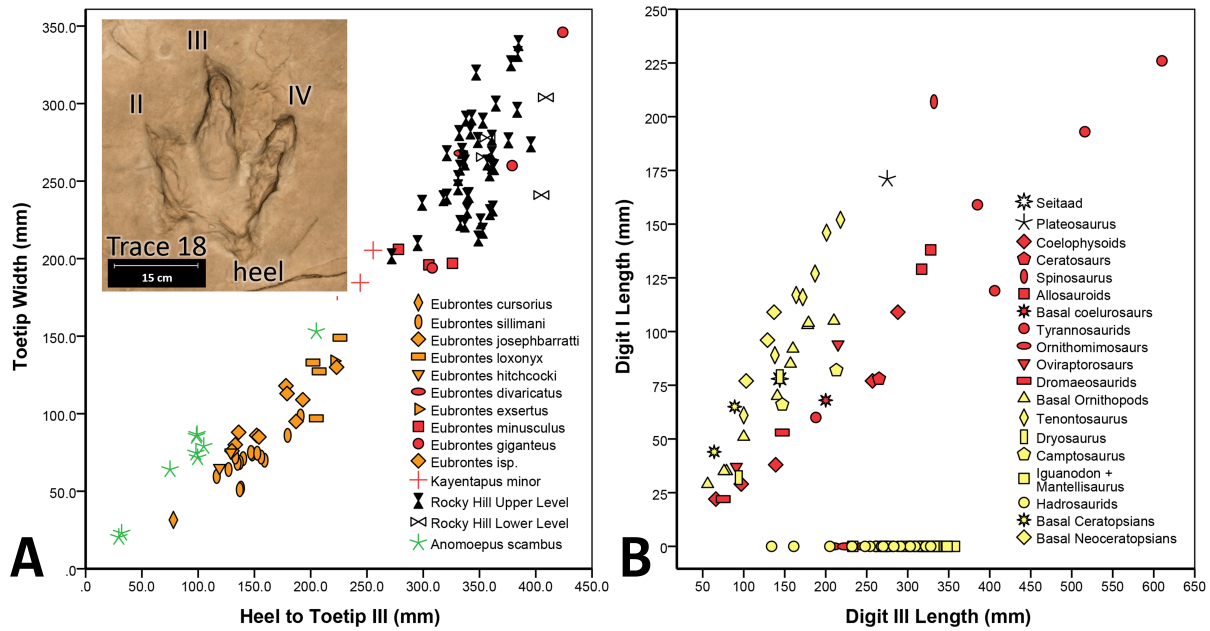 350.0
300.0
250.0
200.0
150.0
100.0
50.0
.0
.0
50.0
100.0
150.0
200.0
250.0
300.0
350.0
400.0
450.0
Toetip Width (mm)
Heel to Toetip III (mm)
A
III
II
IV
Trace 18
15 cm
heel
Eubrontes cursorius
Eubrontes sillimani
Eubrontes josephbarratti
Eubrontes loxonyx
Eubrontes hitchcocki
Eubrontes divaricatus
Eubrontes exsertus
Eubrontes minusculus
Eubrontes giganteus
Eubrontes isp.
Kayentapus minor
Rocky Hill Upper Level
Rocky Hill Lower Level
Anomoepus scambus
250
225
200
175
150
125
100
75
50
25
0
50
100
150
200
250
300
350
400
450
500
550
600
650
Digit I Length (mm)
Digit III Length (mm)
B
Seitaad
Plateosaurus
Coelophysoids
Ceratosaurs
Spinosaurus
Allosauroids
Basal coelurosaurs
Tyrannosaurids
Ornithomimosaurs
Oviraptorosaurs
Dromaeosaurids
Basal Ornithopods
Tenontosaurus
Dryosaurus
Camptosaurus
Iguanodon +
Mantellisaurus
Hadrosaurids
Basal Ceratopsians
Basal Neoceratopsians